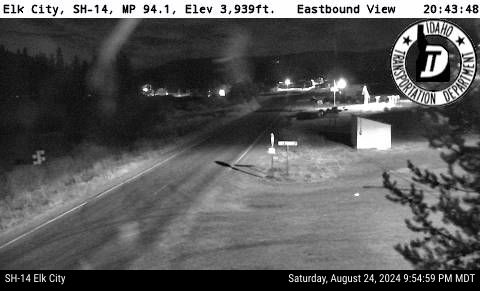 Elk City, SH-14, MP 94.1, Elev 3,939ft. Eastbound View 20:43:48
IDAHO
TRANSPORTATION DEPARTMENT
SH-14 Elk City Saturday, August 24, 2024 9:54:59 PM MDT